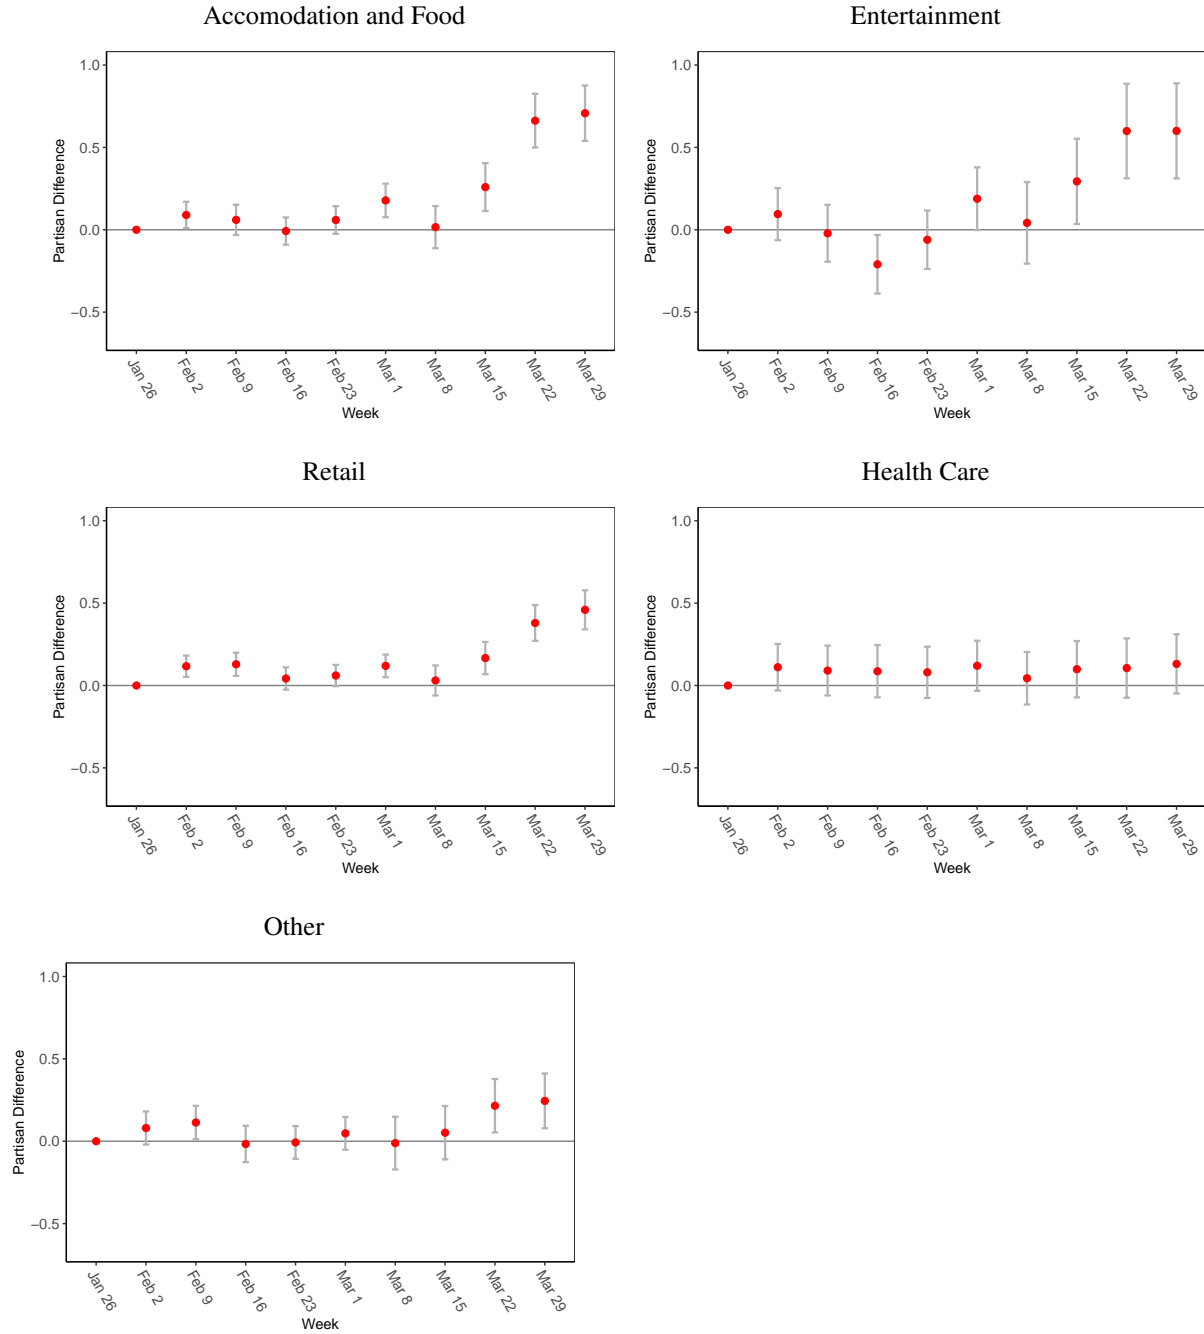 Accomodation and Food
1.0
0.5
0.0
−0.5
Partisan Difference
Jan 26
Feb 2
Feb 9
Feb 16
Feb 23
Mar 1
Mar 8
Mar 15
Mar 22
Mar 29
Week
Entertainment
1.0
0.5
0.0
−0.5
Partisan Difference
Jan 26
Feb 2
Feb 9
Feb 16
Feb 23
Mar 1
Mar 8
Mar 15
Mar 22
Mar 29
Week
Retail
1.0
0.5
0.0
−0.5
Partisan Difference
Jan 26
Feb 2
Feb 9
Feb 16
Feb 23
Mar 1
Mar 8
Mar 15
Mar 22
Mar 29
Week
Health Care
1.0
0.5
0.0
−0.5
Partisan Difference
Jan 26
Feb 2
Feb 9
Feb 16
Feb 23
Mar 1
Mar 8
Mar 15
Mar 22
Mar 29
Week
Other
1.0
0.5
0.0
−0.5
Partisan Difference
Jan 26
Feb 2
Feb 9
Feb 16
Feb 23
Mar 1
Mar 8
Mar 15
Mar 22
Mar 29
Week